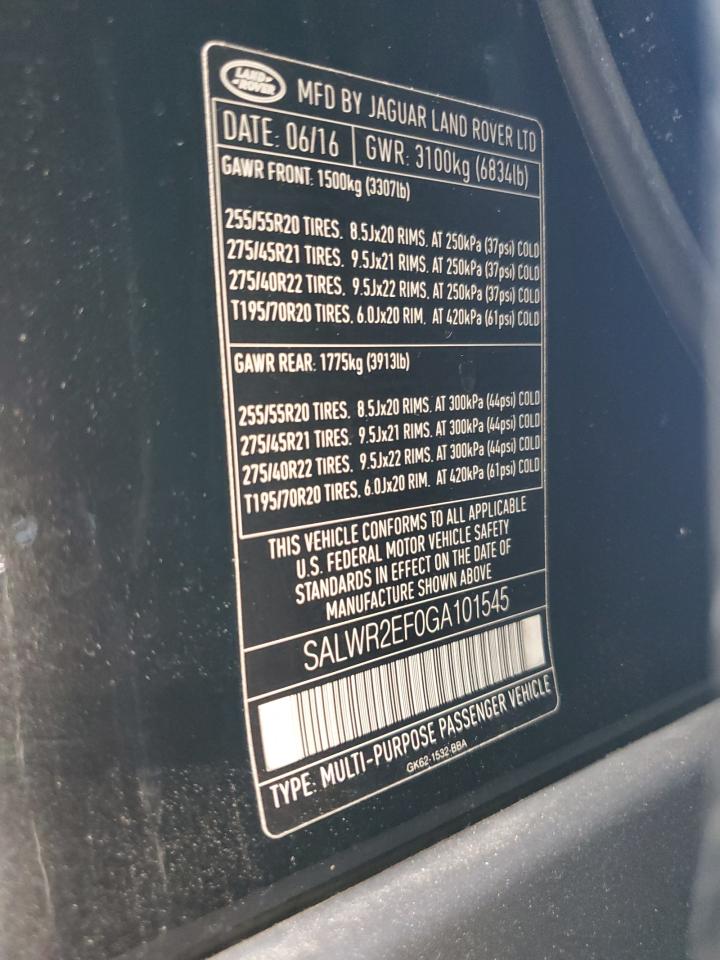 LAND ROVER
MFD BY JAGUAR LAND ROVER LTD
DATE: 06/16 GWR: 3100kg (6834lb)
GAWR FRONT: 1500kg (3307lb)
255/55R20 TIRES. 8.5Jx20 RIMS. AT 250kPa (37psi) COLD
275/45R21 TIRES. 9.5Jx21 RIMS. AT 250kPa (37psi) COLD
275/40R22 TIRES. 9.5Jx22 RIMS. AT 250kPa (37psi) COLD
T195/70R20 TIRES. 6.0Jx20 RIM. AT 420kPa (61psi) COLD
GAWR REAR: 1775kg (3913lb)
255/55R20 TIRES. 8.5Jx20 RIMS. AT 300kPa (44psi) COLD
275/45R21 TIRES. 9.5Jx21 RIMS. AT 300kPa (44psi) COLD
275/40R22 TIRES. 9.5Jx22 RIMS. AT 300kPa (44psi) COLD
T195/70R20 TIRES. 6.0Jx20 RIM. AT 420kPa (61psi) COLD
THIS VEHICLE CONFORMS TO ALL APPLICABLE
U.S. FEDERAL MOTOR VEHICLE SAFETY
STANDARDS IN EFFECT ON THE DATE OF
MANUFACTURE SHOWN ABOVE
SALWR2EF0GA101545
TYPE: MULTI-PURPOSE PASSENGER VEHICLE
GK62-1532-BBA